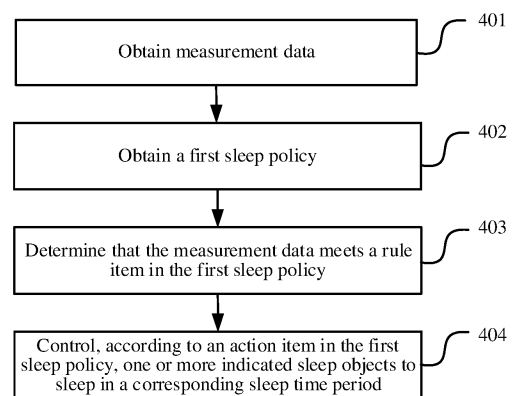 401
Obtain measurement data
402
Obtain a first sleep policy
403
Determine that the measurement data meets a rule
item in the first sleep policy
404
Control, according to an action item in the first
sleep policy, one or more indicated sleep objects to
sleep in a corresponding sleep time period